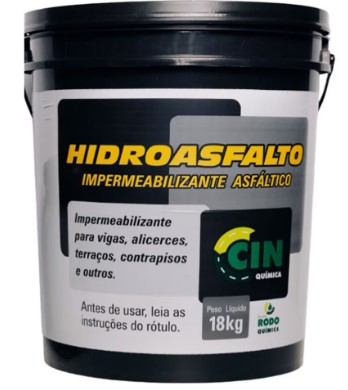 HIDROASFALTO
IMPERMEABILIZANTE ASFÁLTICO
Impermeabilizante
para vigas, alicerces,
terraços, contrapisos
e outros.
CIN
QUÍMICA
Antes de usar, leia as
instruções do rótulo.
Peso Líquido
18kg
RODO
QUÍMICA